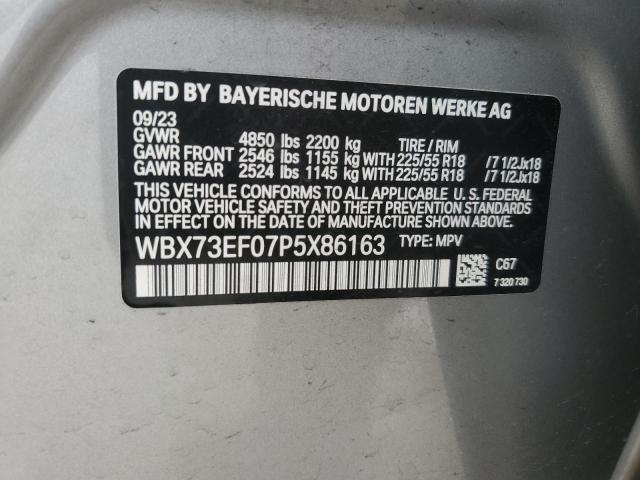 MFD BY BAYERISCHE MOTOREN WERKE AG
09/23
GVWR 4850 lbs 2200 kg TIRE / RIM
GAWR FRONT 2546 lbs 1155 kg WITH 225/55 R18 /7 1/2Jx18
GAWR REAR 2524 lbs 1145 kg WITH 225/55 R18 /7 1/2Jx18
THIS VEHICLE CONFORMS TO ALL APPLICABLE U. S. FEDERAL
MOTOR VEHICLE SAFETY AND THEFT PREVENTION STANDARDS
IN EFFECT ON THE DATE OF MANUFACTURE SHOWN ABOVE.
WBX73EF07P5X86163 TYPE: MPV
C67
7 320 730